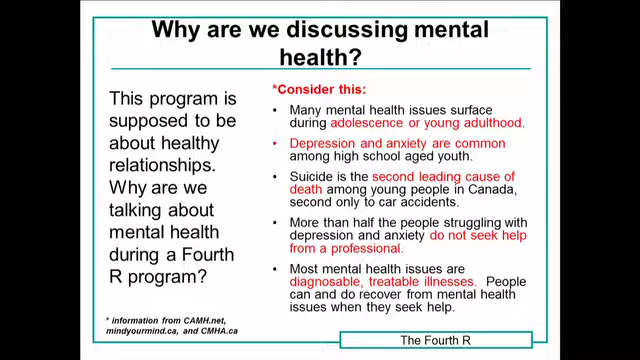 Why are we discussing mental
health?
This program is
supposed to be
about healthy
relationships.
Why are we
talking about
mental health
during a Fourth
R program?
* information from CAMH.net,
mindyourmind.ca, and CMHA.ca
*Consider this:
• Many mental health issues surface
during adolescence or young adulthood.
• Depression and anxiety are common
among high school aged youth.
• Suicide is the second leading cause of
death among young people in Canada,
second only to car accidents.
• More than half the people struggling with
depression and anxiety do not seek help
from a professional.
• Most mental health issues are
diagnosable, treatable illnesses. People
can and do recover from mental health
issues when they seek help.
The Fourth R